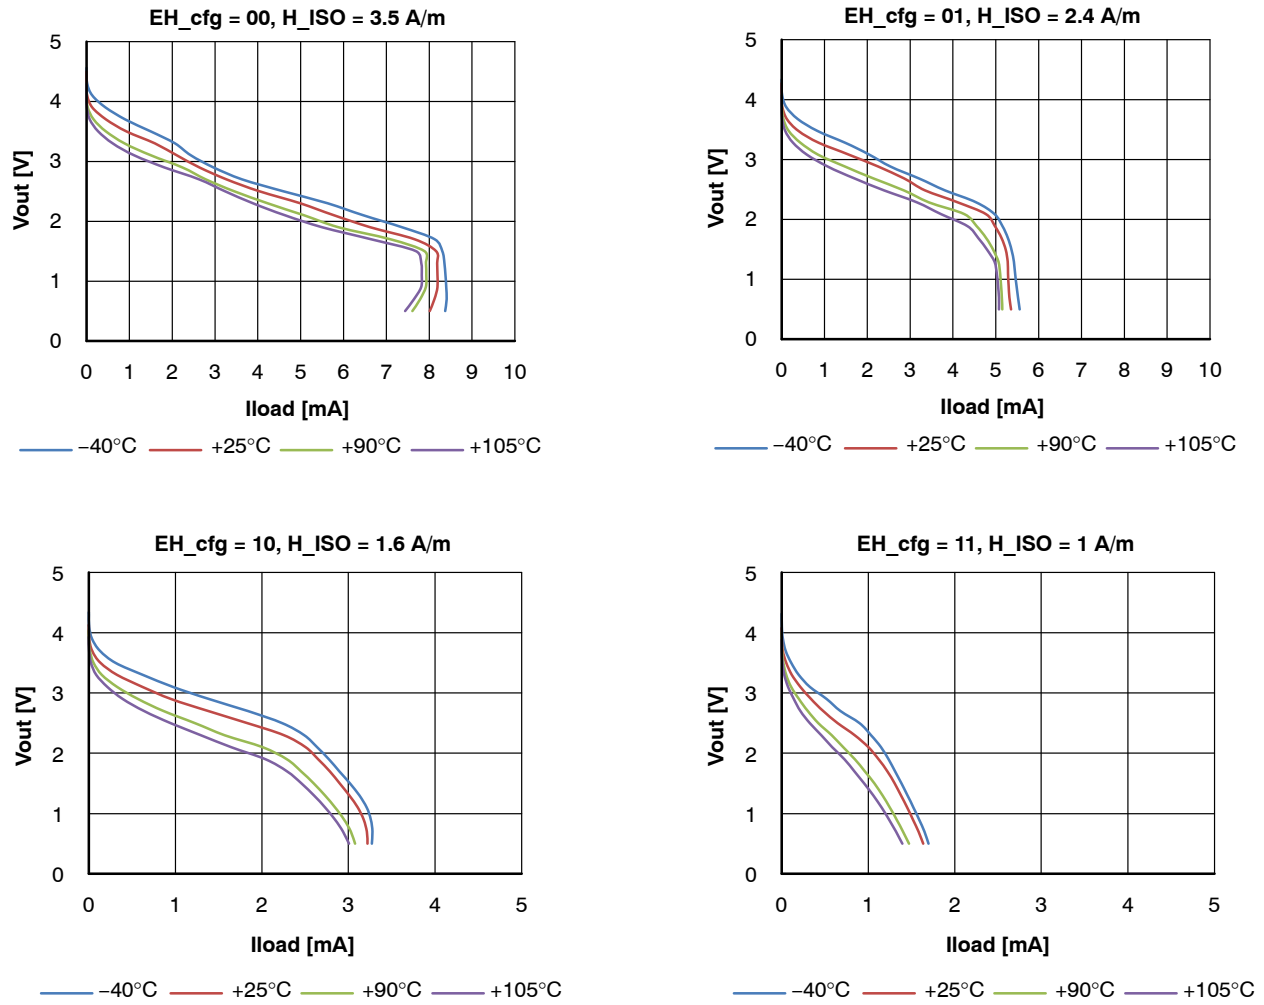 EH_cfg = 00, H_ISO = 3.5 A/m
5
4
3
2
1
0
Vout [V]
0 1 2 3 4 5 6 7 8 9 10
Iload [mA]
−40°C +25°C +90°C +105°C
EH_cfg = 01, H_ISO = 2.4 A/m
5
4
3
2
1
0
Vout [V]
0 1 2 3 4 5 6 7 8 9 10
Iload [mA]
−40°C +25°C +90°C +105°C
EH_cfg = 10, H_ISO = 1.6 A/m
5
4
3
2
1
0
Vout [V]
0 1 2 3 4 5
Iload [mA]
−40°C +25°C +90°C +105°C
EH_cfg = 11, H_ISO = 1 A/m
5
4
3
2
1
0
Vout [V]
0 1 2 3 4 5
Iload [mA]
−40°C +25°C +90°C +105°C